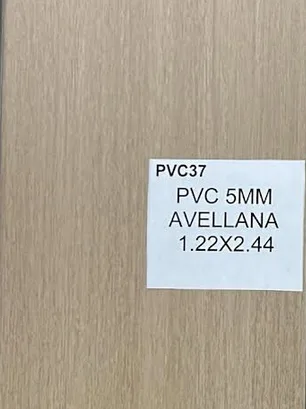 PVC37
PVC 5MM
AVELLANA
1.22X2.44